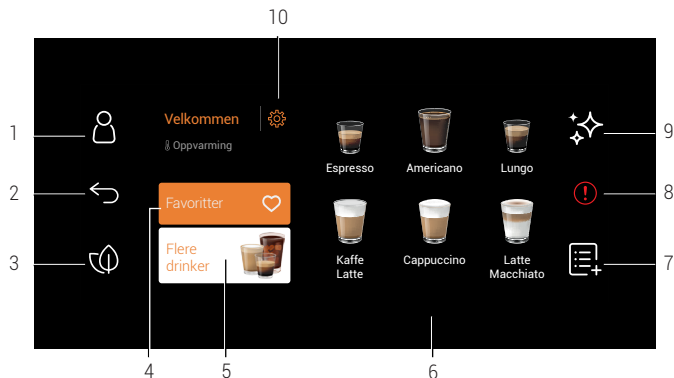 10
Velkommen
Oppvarming
Favoritter
Flere
drinker
Espresso
Americano
Lungo
Kaffe
Latte
Cappuccino
Latte
Macchiato
1
2
3
4
5
6
7
8
9